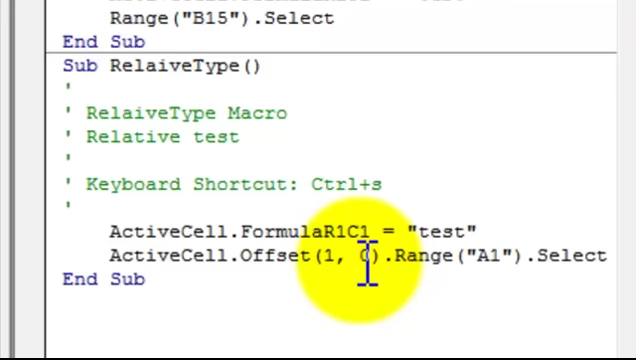 Range("B15").Select
End Sub
Sub RelaiveType()
'
' RelaiveType Macro
' Relative test
'
' Keyboard Shortcut: Ctrl+s
'
ActiveCell.FormulaR1C1 = "test"
ActiveCell.Offset(1, 0).Range("A1").Select
End Sub